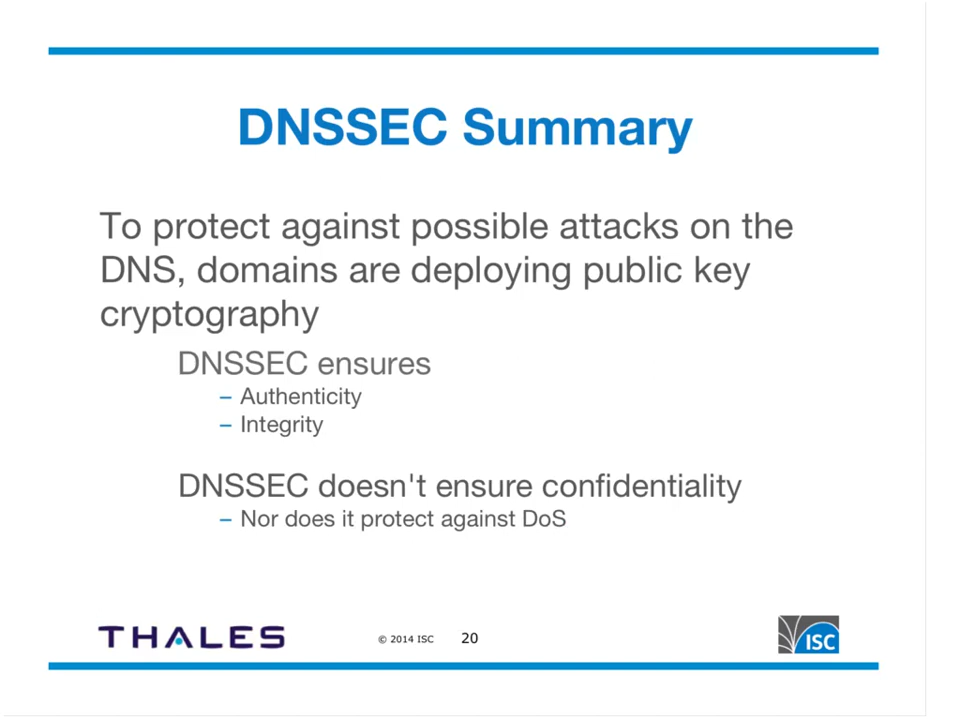 DNSSEC Summary
To protect against possible attacks on the
DNS, domains are deploying public key
cryptography
DNSSEC ensures
– Authenticity
– Integrity
DNSSEC doesn't ensure confidentiality
– Nor does it protect against DoS
THALES
© 2014 ISC
20
ISC